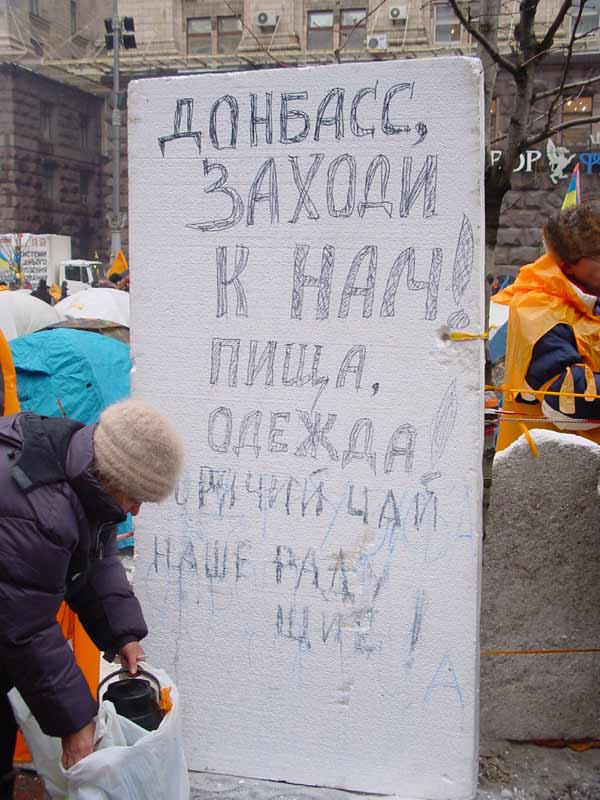 ДОНБАСС,
ЗАХОДИ
К НАМ!
ПИЩА,
ОДЕЖДА!
ГОРЯЧИЙ ЧАЙ
НАШЕ РАДУ
ШИЕ!
А